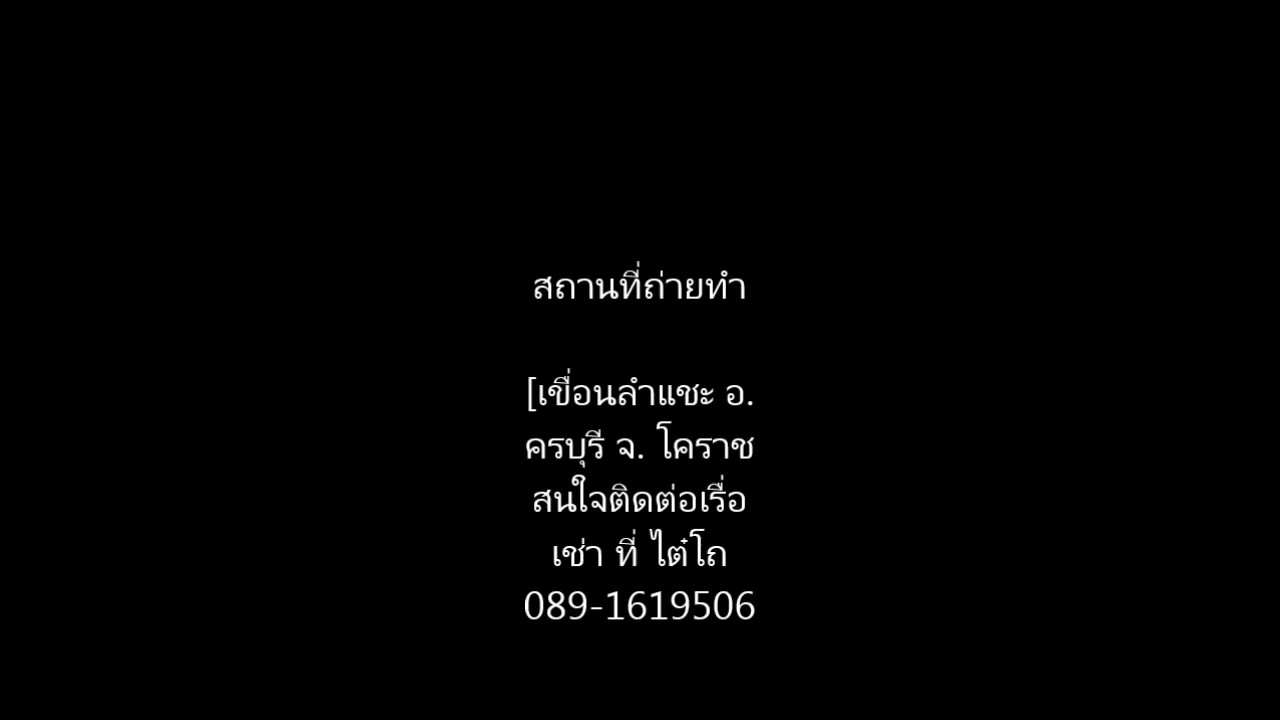 สถานที่ถ่ายทำ
[เขื่อนลำแชะ อ.
ครบุรี จ. โคราช
สนใจติดต่อเรื่อ
เช่า ที่ ไต๋โถ
089-1619506